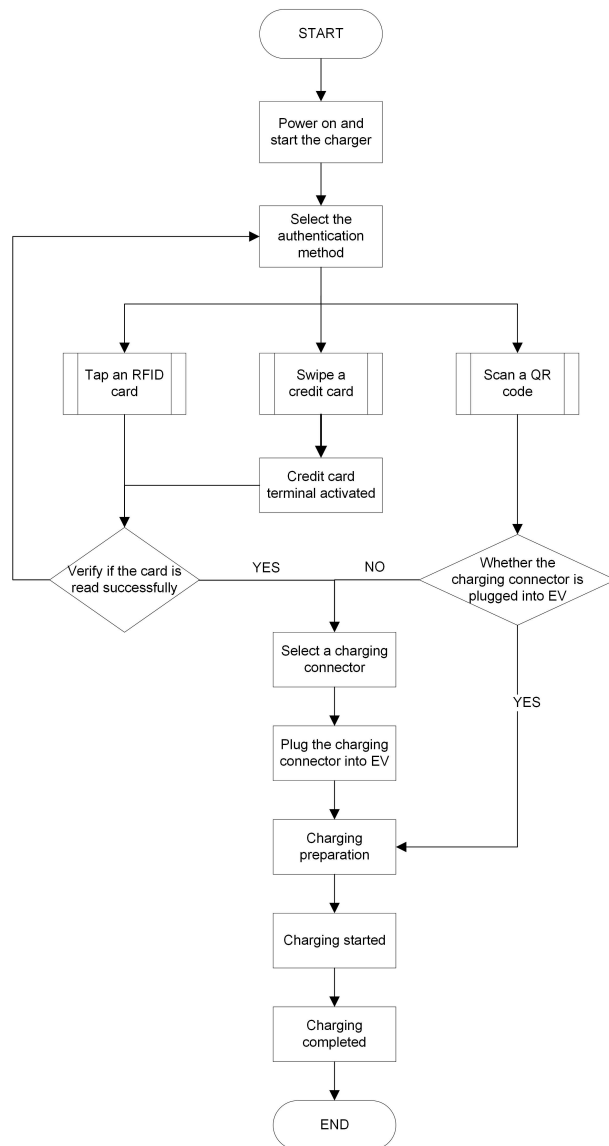 START
Power on and
start the charger
Select the
authentication
method
Tap an RFID
card
Swipe a
credit card
Scan a QR
code
Credit card
terminal activated
Verify if the card is
read successfully
YES
NO
Whether the
charging connector is
plugged into EV
Select a charging
connector
YES
Plug the charging
connector into EV
Charging
preparation
Charging started
Charging
completed
END